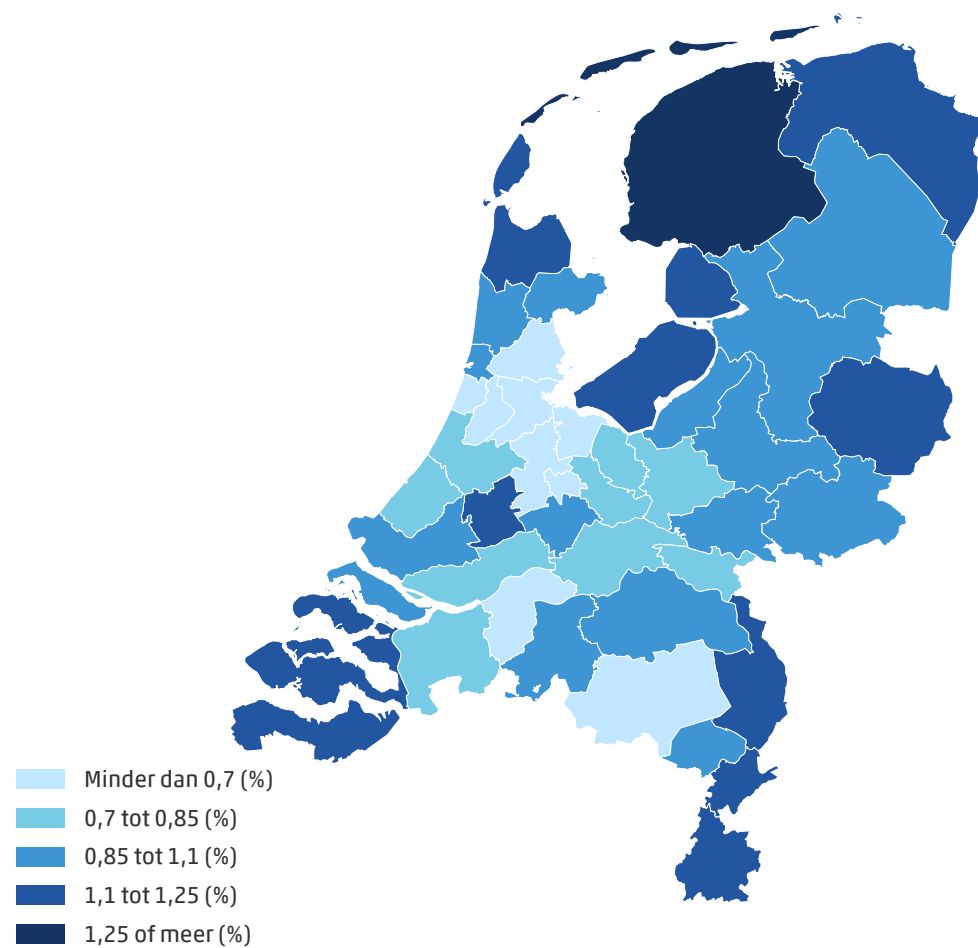 Minder dan 0,7 (%)
0,7 tot 0,85 (%)
0,85 tot 1,1 (%)
1,1 tot 1,25 (%)
1,25 of meer (%)